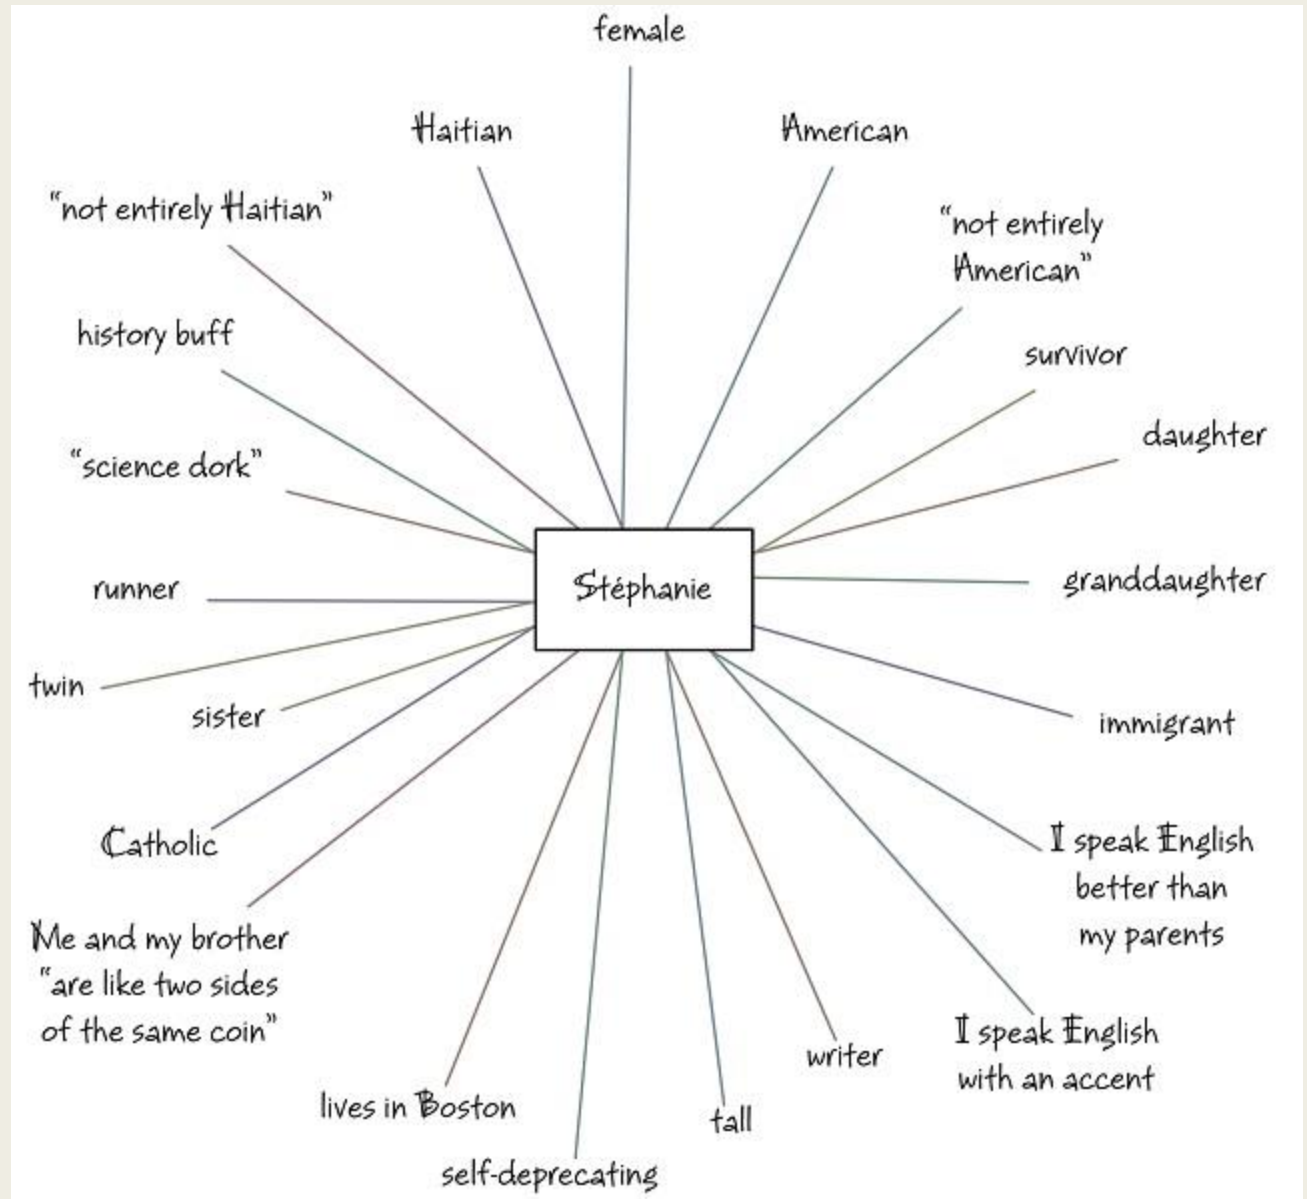 female
Haitian
American
“not entirely Haitian”
“not entirely
American”
history buff
survivor
daughter
“science dork”
runner
Stéphanie
granddaughter
twin
sister
immigrant
Catholic
I speak English
better than
my parents
Me and my brother
“are like two sides
of the same coin”
writer
I speak English
with an accent
lives in Boston
tall
self-deprecating